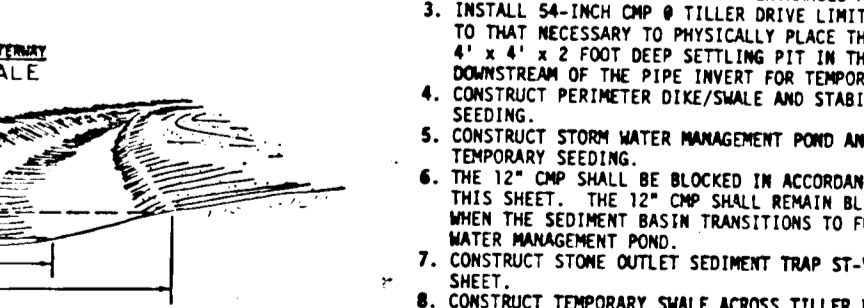 TERWAY
ALE
3. INSTALL 54-INCH CMP @ TILLER DRIVE LIMIT
TO THAT NECESSARY TO PHYSICALLY PLACE TH
4' x 4' x 2 FOOT DEEP SETTLING PIT IN TH
DOWNSTREAM OF THE PIPE INVERT FOR TEMPOR
4. CONSTRUCT PERIMETER DIKE/SWALE AND STABI
SEEDING.
5. CONSTRUCT STORM WATER MANAGEMENT POND AN
TEMPORARY SEEDING.
6. THE 12" CMP SHALL BE BLOCKED IN ACCORDAN
THIS SHEET. THE 12" CMP SHALL REMAIN BL
WHEN THE SEDIMENT BASIN TRANSITIONS TO F
WATER MANAGEMENT POND.
7. CONSTRUCT STONE OUTLET SEDIMENT TRAP ST-
SHEET.
8. CONSTRUCT TEMPORARY SWALE ACROSS TILLER